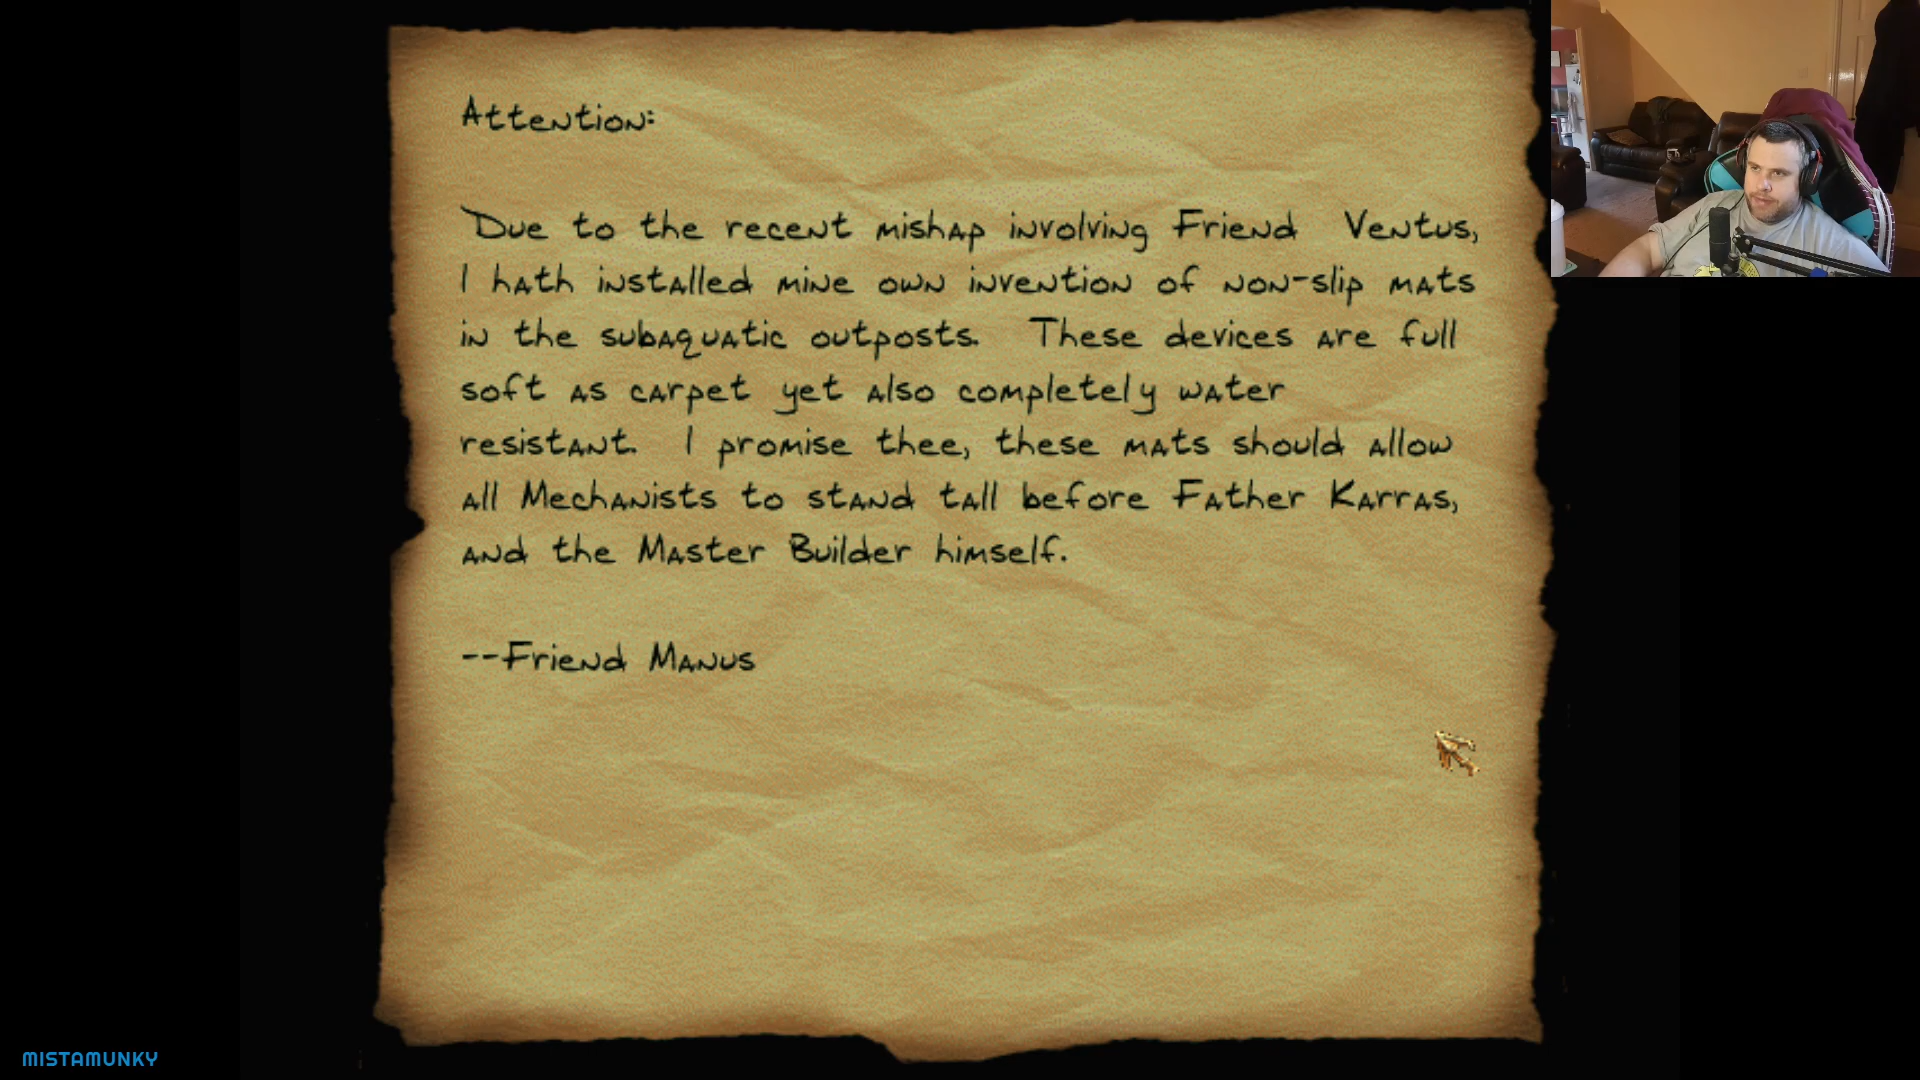 Attention:
Due to the recent mishap involving Friend Ventus,
I hath installed mine own invention of non-slip mats
in the subaquatic outposts. These devices are full
soft as carpet yet also completely water
resistant. I promise thee, these mats should allow
all Mechanists to stand tall before Father Karras,
and the Master Builder himself.
--Friend Manus
MISTAMUNKY